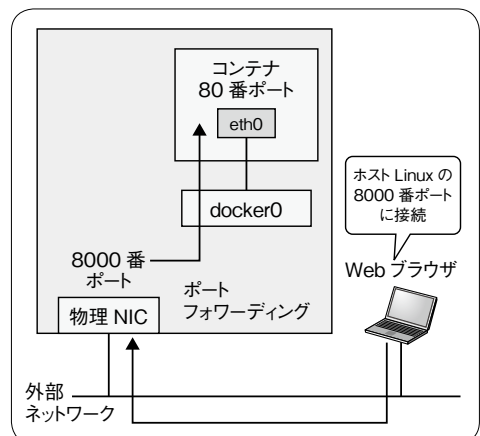 コンテナ
80 番ポート
eth0
docker0
ホスト Linux の
8000 番ポート
に接続
8000 番
ポート
ポート
フォワーディング
Web ブラウザ
物理 NIC
外部
ネットワーク